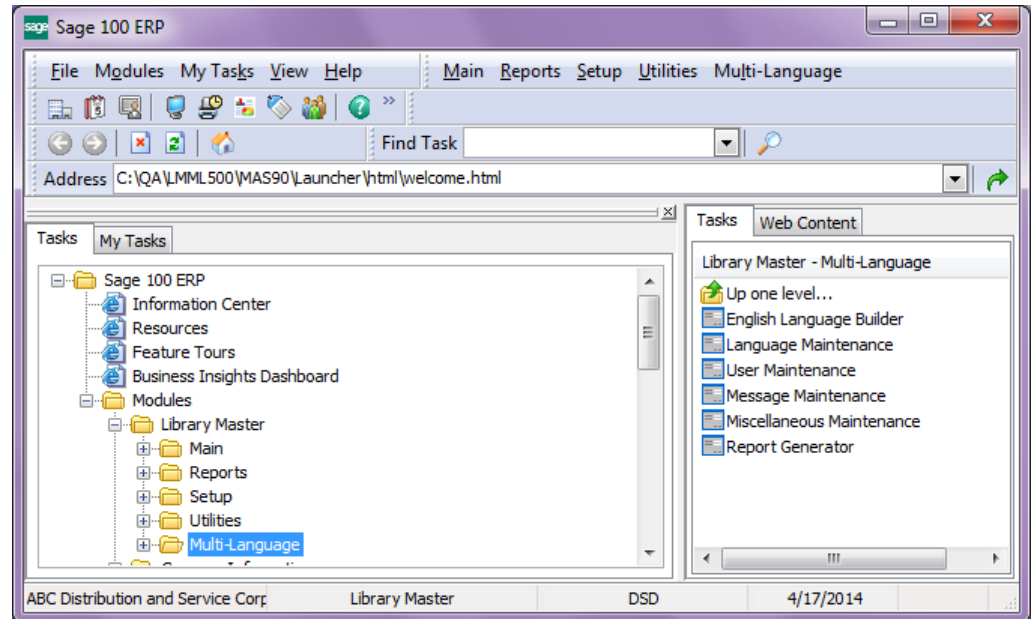 sage Sage 100 ERP
File Modules My Tasks View Help Main Reports Setup Utilities Multi-Language
Find Task
Address C:\QA\LMML500\MAS90\Launcher\html\welcome.html
Tasks My Tasks
Sage 100 ERP
Information Center
Resources
Feature Tours
Business Insights Dashboard
Modules
Library Master
Main
Reports
Setup
Utilities
Multi-Language
Tasks Web Content
Library Master - Multi-Language
Up one level...
English Language Builder
Language Maintenance
User Maintenance
Message Maintenance
Miscellaneous Maintenance
Report Generator
ABC Distribution and Service Corp Library Master DSD 4/17/2014